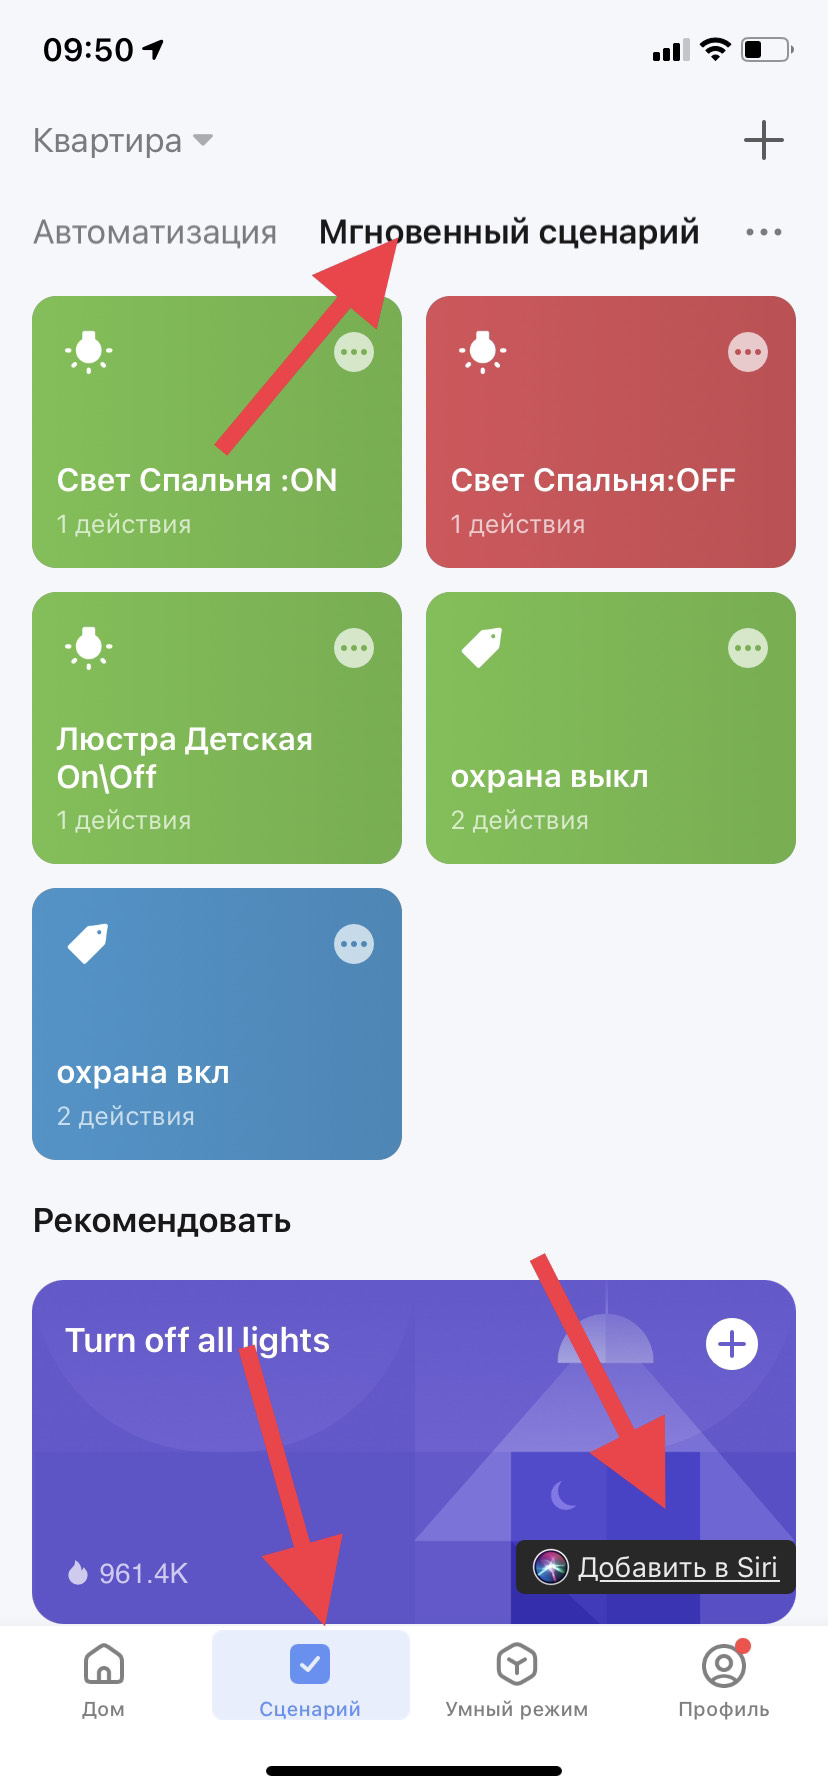 09:50
Квартира
Автоматизация Мгновенный сценарий
Свет Спальня :ON
1 действия
Свет Спальня:OFF
1 действия
Люстра Детская
On\Off
1 действия
охрана выкл
2 действия
охрана вкл
2 действия
Рекомендовать
Turn off all lights
961.4K
Добавить в Siri
Дом
Сценарий
Умный режим
Профиль